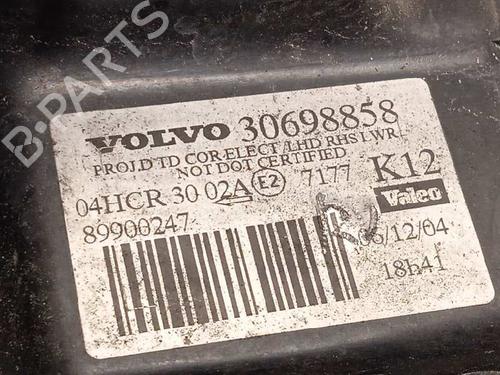 B-PARTS
VOLVO 30698858
PROJ.D TD COR-ELECT /LHD RHS LWR
NOT DOT CERTIFIED
04HCR 30 02A E2 7177 K12
89900247 Valeo
/12/04
18h41